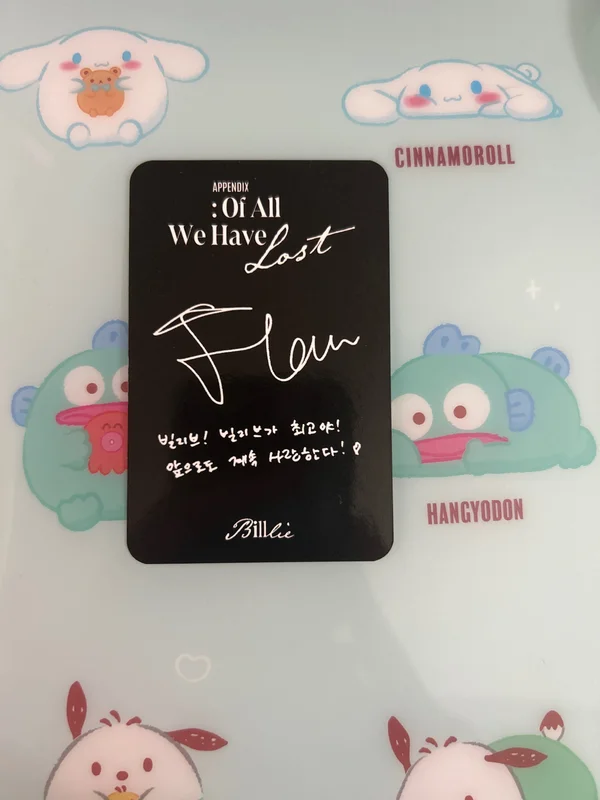 CINNAMOROLL
APPENDIX
: Of All
We Have Lost
빌리브! 빌리브가 최고야!
앞으로도 계속 사랑한다!
Billlie
HANGYODON